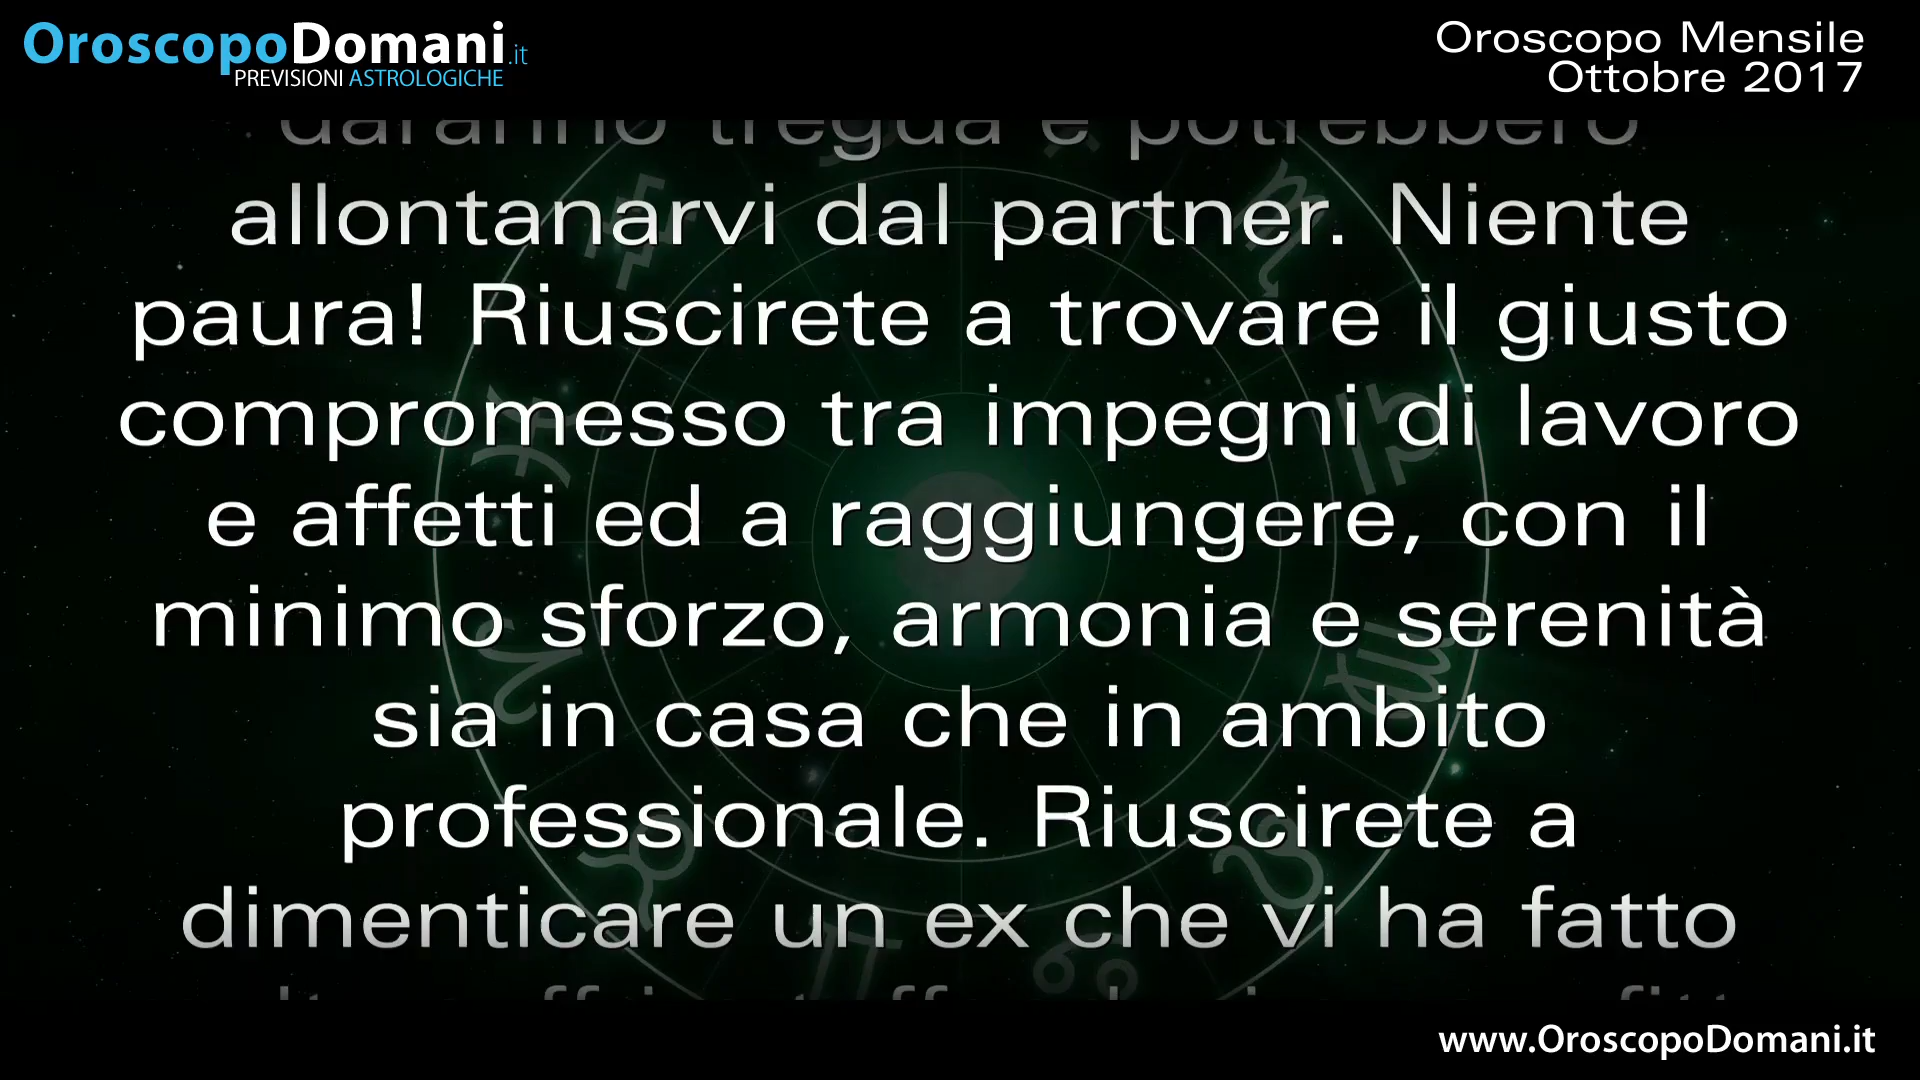 OroscopoDomani.it
PREVISIONI ASTROLOGICHE
Oroscopo Mensile
Ottobre 2017
daranno tregua e potrebbero
allontanarvi dal partner. Niente
paura! Riuscirete a trovare il giusto
compromesso tra impegni di lavoro
e affetti ed a raggiungere, con il
minimo sforzo, armonia e serenità
sia in casa che in ambito
professionale. Riuscirete a
dimenticare un ex che vi ha fatto
www.OroscopoDomani.it